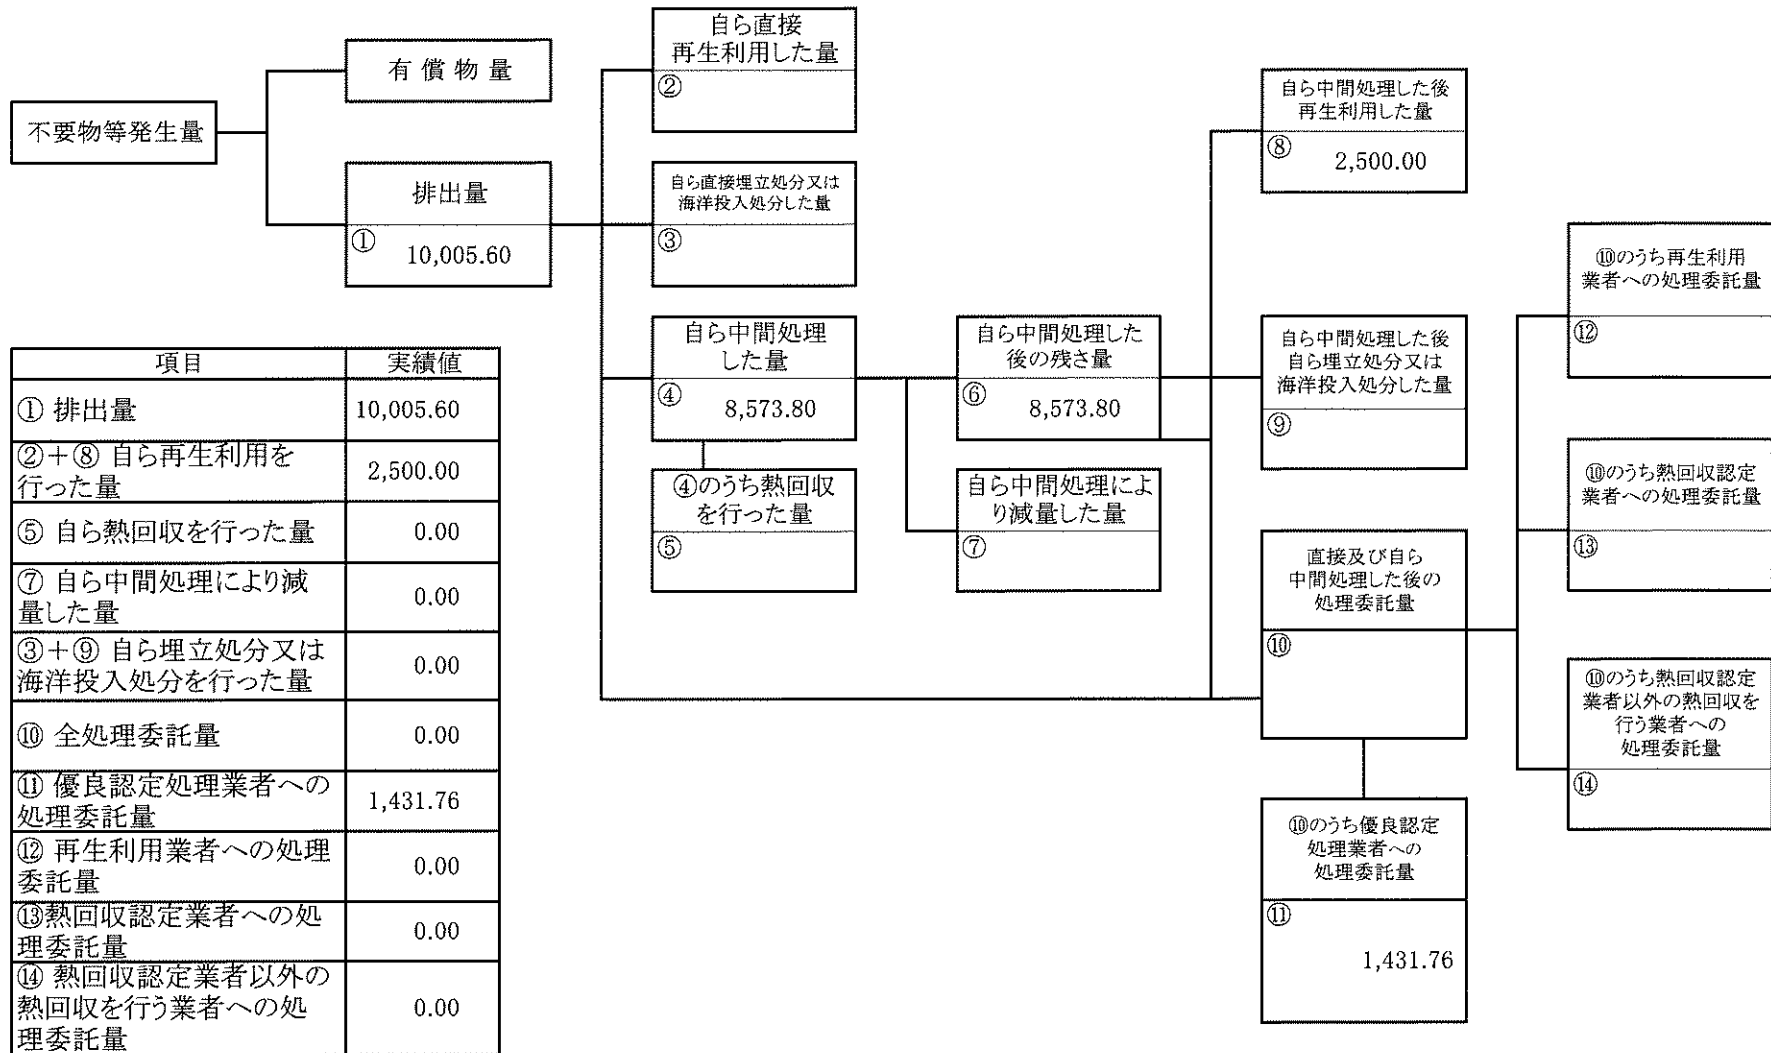 不要物等発生量
有償物量
排出量
①
10,005.60
自ら直接
再生利用した量
②
自ら直接埋立処分又は
海洋投入処分した量
③
自ら中間処理
した量
④
8,573.80
④のうち熱回収
を行った量
⑤
自ら中間処理した
後の残さ量
⑥
8,573.80
自ら中間処理によ
り減量した量
⑦
自ら中間処理した後
再生利用した量
⑧
2,500.00
自ら中間処理した後
自ら埋立処分又は
海洋投入処分した量
⑨
直接及び自ら
中間処理した後の
処理委託量
⑩
⑩のうち優良認定
処理業者への
処理委託量
⑪
1,431.76
⑩のうち再生利用
業者への処理委託量
⑫
⑩のうち熱回収認定
業者への処理委託量
⑬
⑩のうち熱回収認定
業者以外の熱回収を
行う業者への
処理委託量
⑭
項目 実績値
① 排出量 10,005.60
②+⑧ 自ら再生利用を
行った量 2,500.00
⑤ 自ら熱回収を行った量 0.00
⑦ 自ら中間処理により減
量した量 0.00
③+⑨ 自ら埋立処分又は
海洋投入処分を行った量 0.00
⑩ 全処理委託量 0.00
⑪ 優良認定処理業者への
処理委託量 1,431.76
⑫ 再生利用業者への処理
委託量 0.00
⑬熱回収認定業者への処
理委託量 0.00
⑭ 熱回収認定業者以外の
熱回収を行う業者への処
理委託量 0.00